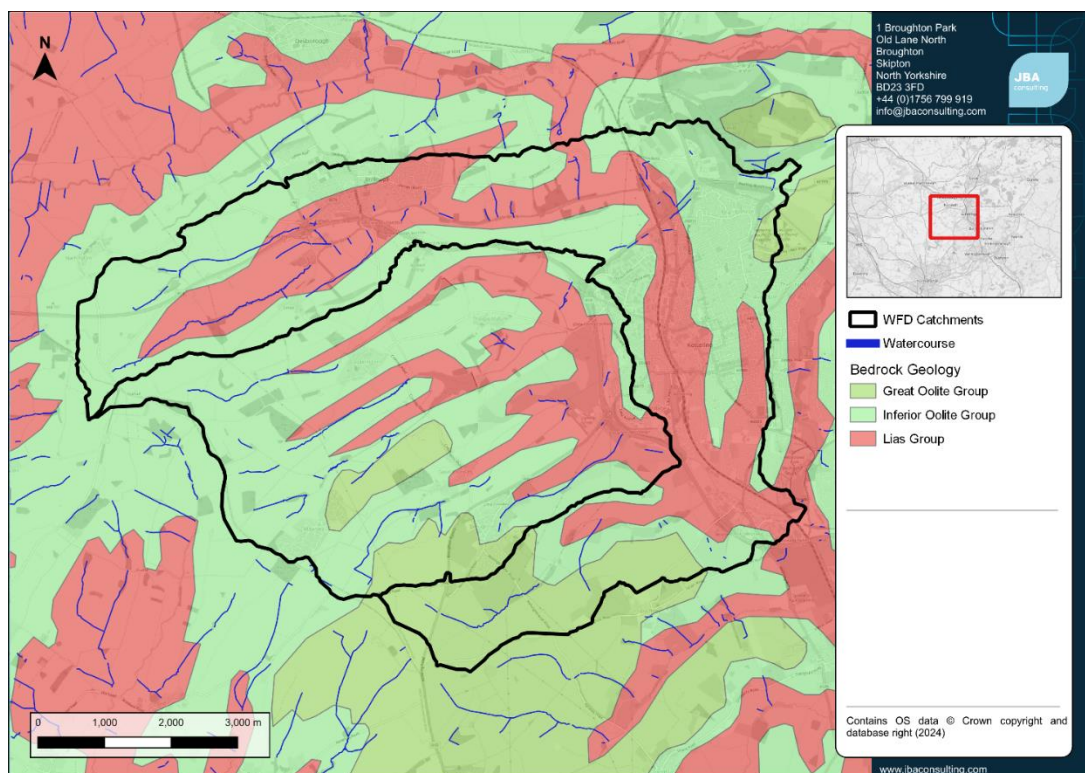 N
Desborough
Kettering
0 1,000 2,000 3,000 m
1 Broughton Park
Old Lane North
Broughton
Skipton
North Yorkshire
BD23 3FD
+44 (0)1756 799 919
info@jbaconsulting.com
JBA
consulting
WFD Catchments
Watercourse
Bedrock Geology
Great Oolite Group
Inferior Oolite Group
Lias Group
Contains OS data © Crown copyright and
database right (2024)
www.jbaconsulting.com